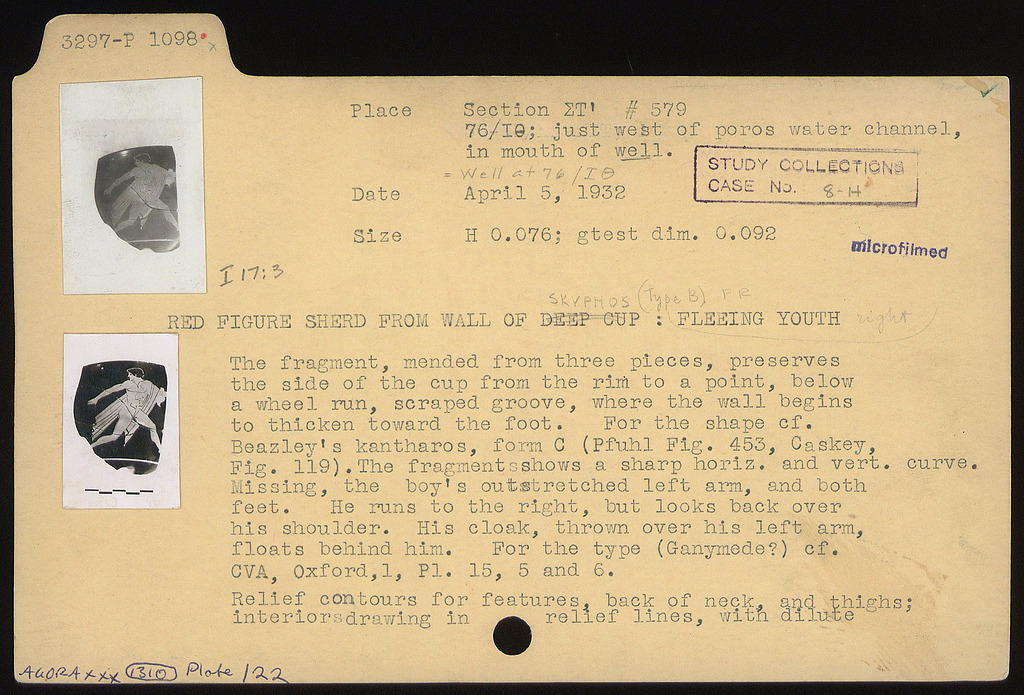 3297-P 1098 x
Place Section ΣT' # 579
76/IΘ; just west of poros water channel,
in mouth of well.
= Well at 76/IΘ
STUDY COLLECTIONS
CASE No. 8-H
Date April 5, 1932
Size H 0.076; gtest dim. 0.092
microfilmed
I 17:3
SKYPHOS (Type B) FR
RED FIGURE SHERD FROM WALL OF DEEP CUP : FLEEING YOUTH right
The fragment, mended from three pieces, preserves
the side of the cup from the rim to a point, below
a wheel run, scraped groove, where the wall begins
to thicken toward the foot. For the shape cf.
Beazley's kantharos, form C (Pfuhl Fig. 453, Caskey,
Fig. 119).The fragmentsshows a sharp horiz. and vert. curve.
Missing, the boy's outstretched left arm, and both
feet. He runs to the right, but looks back over
his shoulder. His cloak, thrown over his left arm,
floats behind him. For the type (Ganymede?) cf.
CVA, Oxford,1, Pl. 15, 5 and 6.
Relief contours for features, back of neck, and thighs;
interiorsdrawing in relief lines, with dilute
AGORA xxx 1310 Plate 122